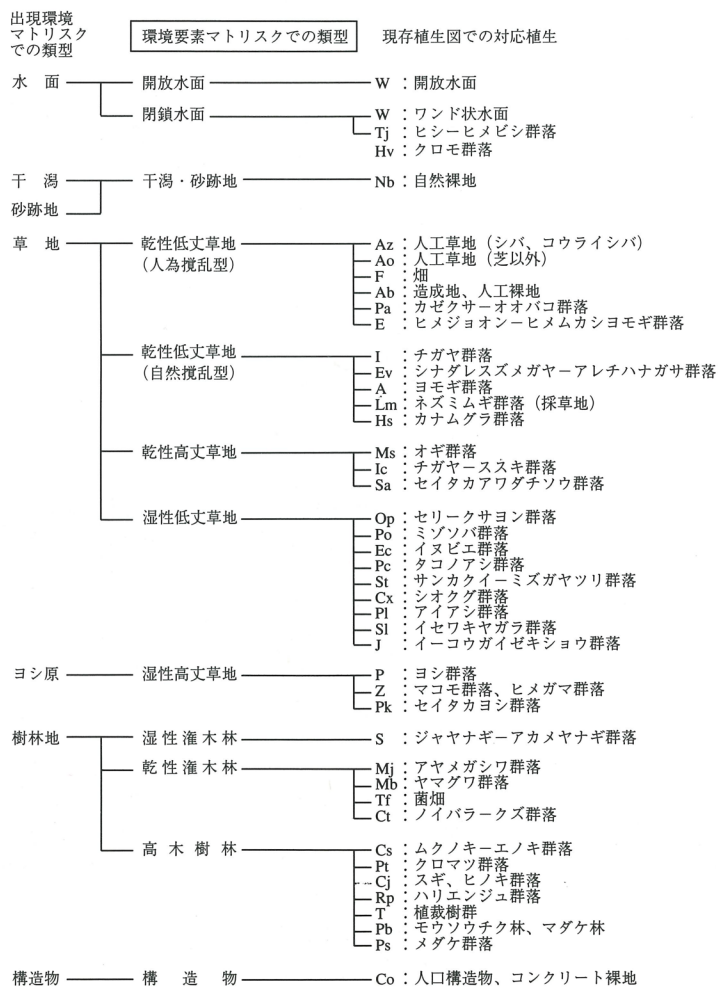 出現環境
マトリスク
での類型
環境要素マトリスクでの類型
現存植生図での対応植生
水 面
開放水面
W : 開放水面
閉鎖水面
W : ワンド状水面
Tj : ヒシーヒメビシ群落
Hv : クロモ群落
干 潟
干潟・砂跡地
Nb : 自然裸地
砂跡地
草 地
乾性低丈草地
(人為撹乱型)
Az : 人工草地（シバ、コウライシバ）
Ao : 人工草地（芝以外）
F : 畑
Ab : 造成地、人工裸地
Pa : カゼクサーオオバコ群落
E : ヒメジョオンーヒメムカシヨモギ群落
乾性低丈草地
(自然撹乱型)
I : チガヤ群落
Ev : シナダレスズメガヤーアレチハナガサ群落
A : ヨモギ群落
Lm : ネズミムギ群落（採草地）
Hs : カナムグラ群落
乾性高丈草地
Ms : オギ群落
Ic : チガヤーススキ群落
Sa : セイタカアワダチソウ群落
湿性低丈草地
Op : セリークサヨン群落
Po : ミゾソバ群落
Ec : イヌビエ群落
Pc : タコノアシ群落
St : サンカクイーミズガヤツリ群落
Cx : シオクグ群落
Pl : アイアシ群落
Sl : イセワキヤガラ群落
J : イーコウガイゼキショウ群落
ヨシ原
湿性高丈草地
P : ヨシ群落
Z : マコモ群落、ヒメガマ群落
Pk : セイタカヨシ群落
樹林地
湿性潅木林
S : ジャヤナギーアカメヤナギ群落
乾性潅木林
Mj : アヤメガシワ群落
Mb : ヤマグワ群落
Tf : 菌畑
Ct : ノイバラークズ群落
高木樹林
Cs : ムクノキーエノキ群落
Pt : クロマツ群落
Cj : スギ、ヒノキ群落
Rp : ハリエンジュ群落
T : 植裁樹群
Pb : モウソウチク林、マダケ林
Ps : メダケ群落
構造物
構 造 物
Co : 人口構造物、コンクリート裸地